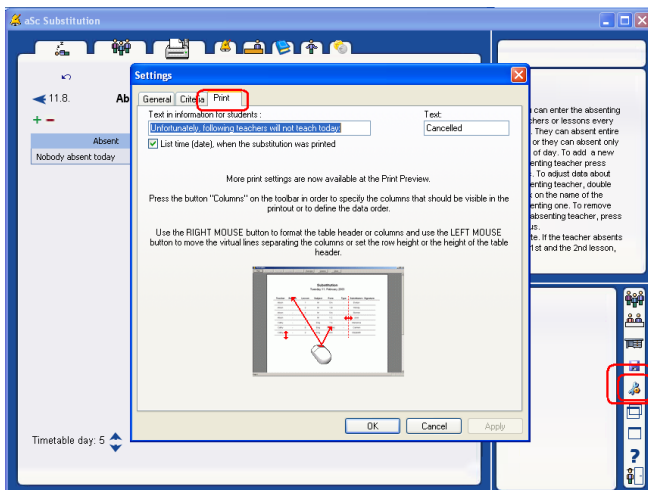 aSc Substitution
11.8.
Ab
Absent
Nobody absent today
Timetable day: 5
Settings
General
Criteria
Print
Text in information for students :
Text:
Unfortunately, following teachers will not teach today:
Cancelled
List time (date), when the substitution was printed
More print settings are now available at the Print Preview.
Press the button "Columns" on the toolbar in order to specify the columns that should be visible in the
printout or to define the data order.
Use the RIGHT MOUSE button to format the table header or columns and use the LEFT MOUSE
button to move the virtual lines separating the columns or set the row height or the height of the table
header.
Substitution
OK
Cancel
Apply
can enter the absenting
chers or lessons every
. They can absent entire
or they can absent only
of day. To add a new
enting teacher press
. To adjust data about
enting teacher, double
on the name of the
enting one. To remove
absenting teacher, press
us.
te. If the teacher absents
1st and the 2nd lesson,